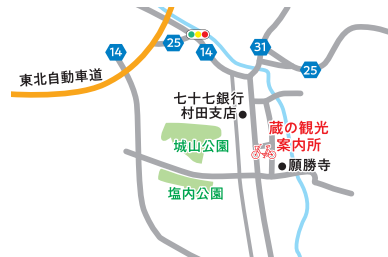 14
25
14
31
25
東北自動車道
七十七銀行
村田支店
蔵の観光
案内所
城山公園
願勝寺
塩内公園